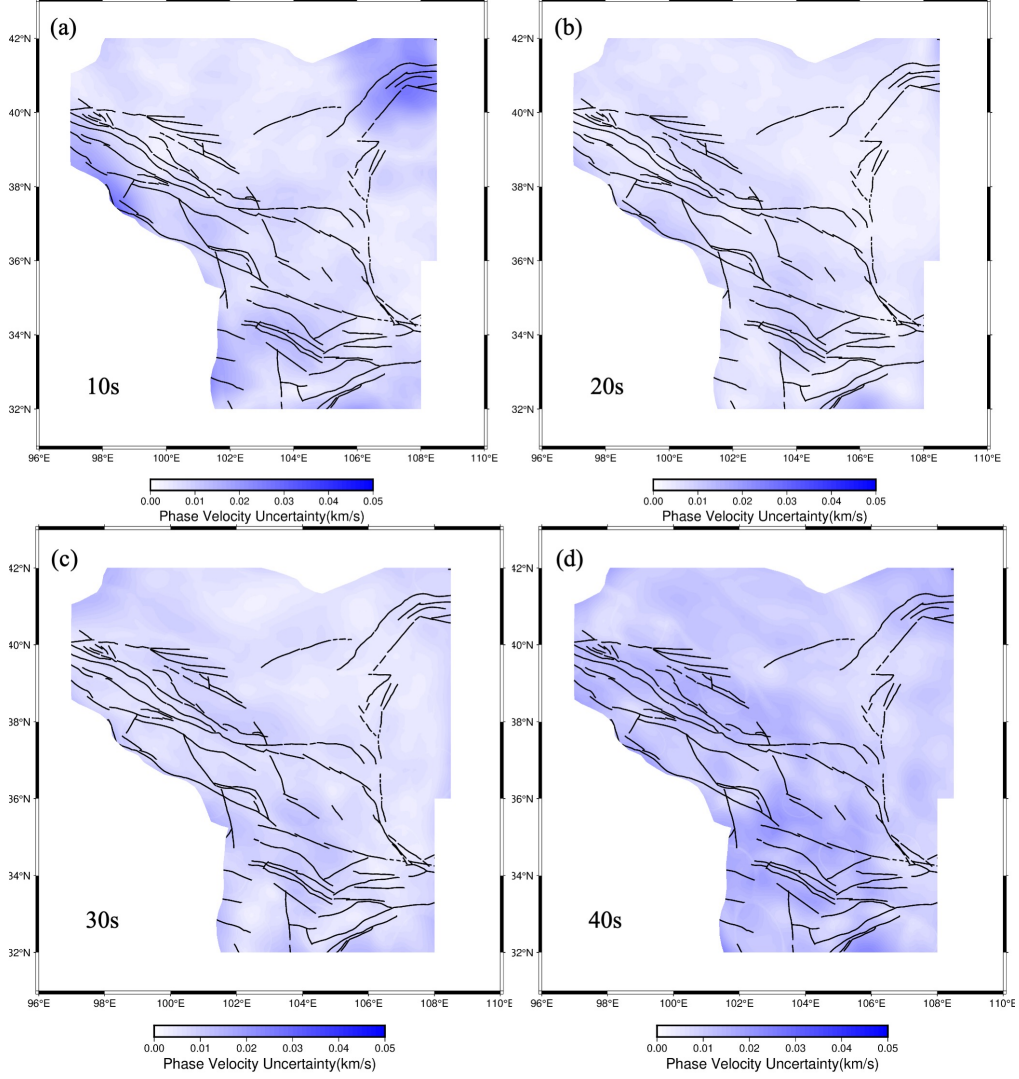 (a)
(b)
42°N
40°N
38°N
36°N
34°N
32°N
10s
96°E 98°E 100°E 102°E 104°E 106°E 108°E 110°E
0.00 0.01 0.02 0.03 0.04 0.05
Phase Velocity Uncertainty(km/s)
42°N
40°N
38°N
36°N
34°N
32°N
20s
96°E 98°E 100°E 102°E 104°E 106°E 108°E 110°E
0.00 0.01 0.02 0.03 0.04 0.05
Phase Velocity Uncertainty(km/s)
(c)
(d)
42°N
40°N
38°N
36°N
34°N
32°N
30s
96°E 98°E 100°E 102°E 104°E 106°E 108°E 110°E
0.00 0.01 0.02 0.03 0.04 0.05
Phase Velocity Uncertainty(km/s)
42°N
40°N
38°N
36°N
34°N
32°N
40s
96°E 98°E 100°E 102°E 104°E 106°E 108°E 110°E
0.00 0.01 0.02 0.03 0.04 0.05
Phase Velocity Uncertainty(km/s)